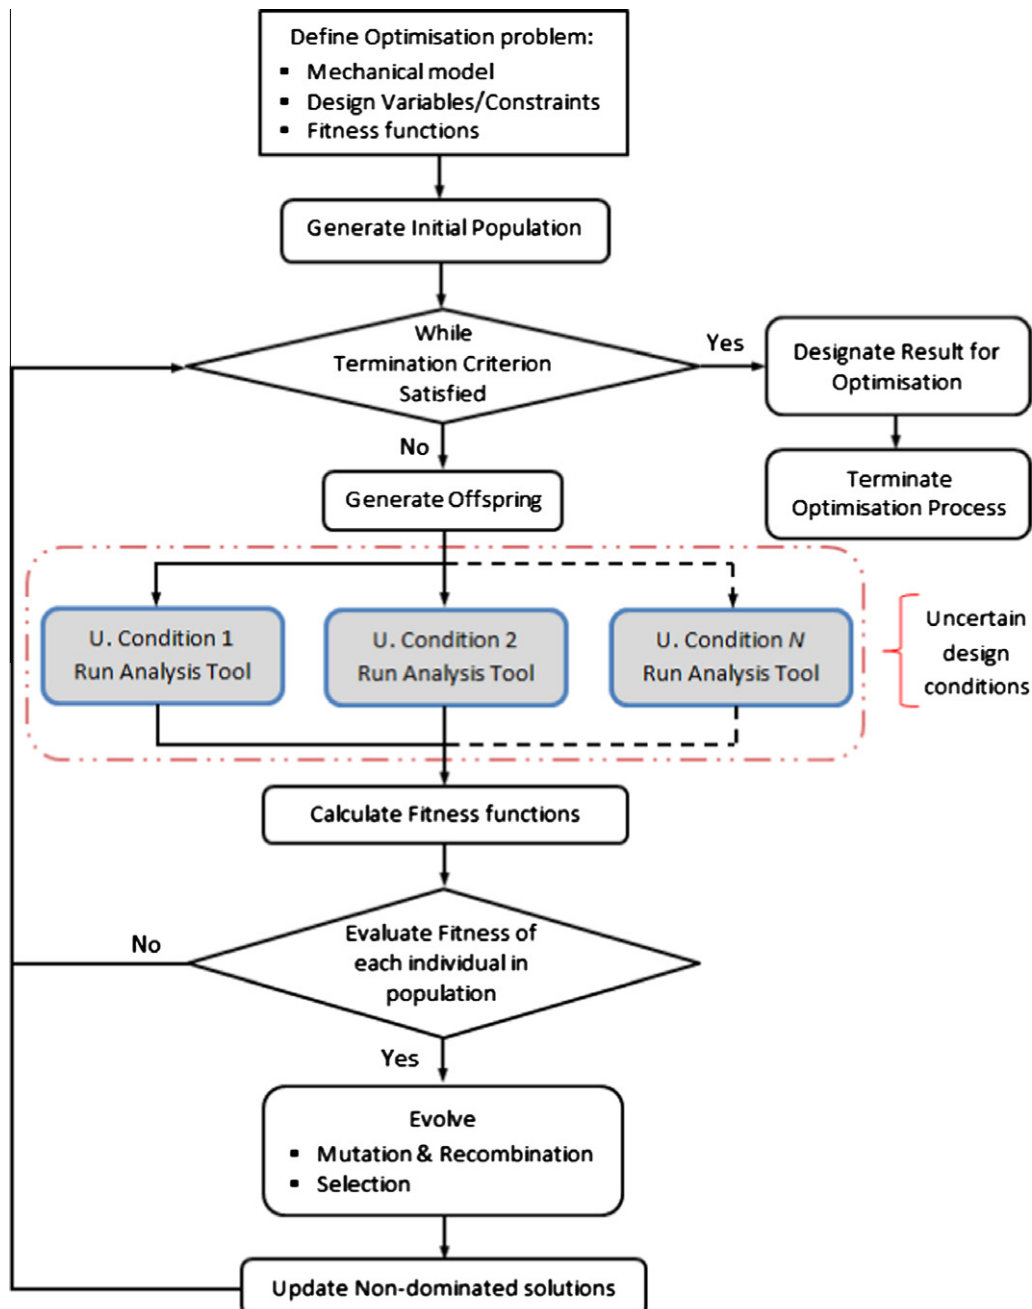 Define Optimisation problem:
▪ Mechanical model
▪ Design Variables/Constraints
▪ Fitness functions
Generate Initial Population
While
Termination Criterion
Satisfied
Yes
Designate Result for
Optimisation
No
Terminate
Optimisation Process
Generate Offspring
U. Condition 1
Run Analysis Tool
U. Condition 2
Run Analysis Tool
U. Condition N
Run Analysis Tool
Uncertain
design
conditions
Calculate Fitness functions
No
Evaluate Fitness of
each individual in
population
Yes
Evolve
▪ Mutation & Recombination
▪ Selection
Update Non-dominated solutions